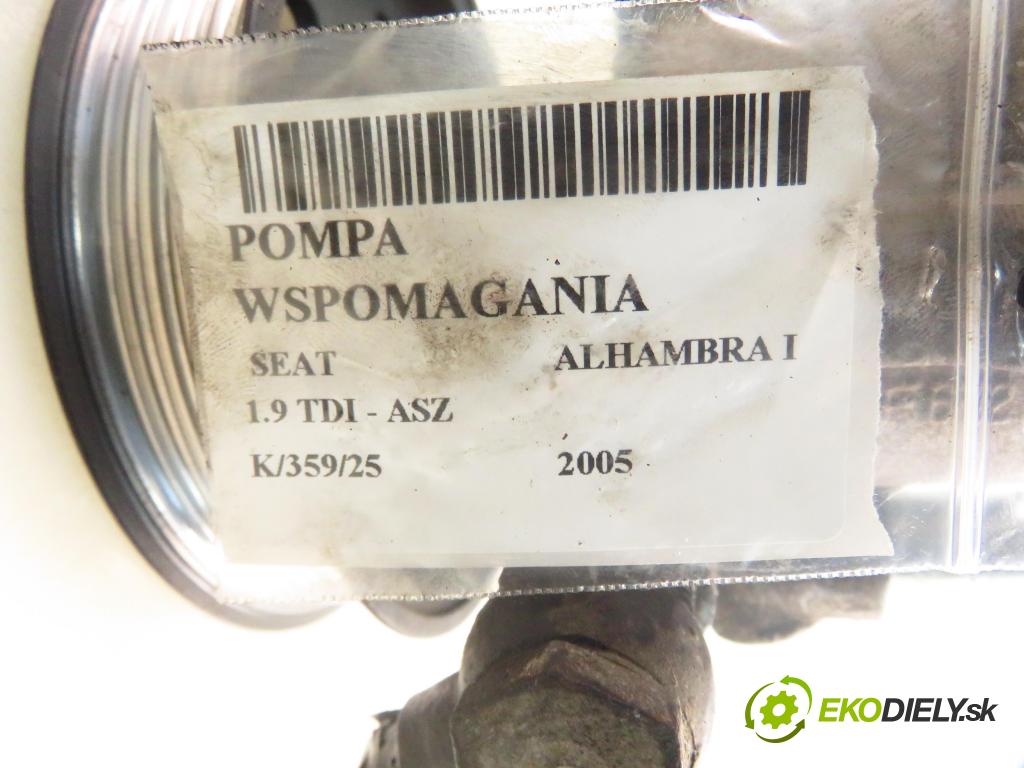 POMPA
WSPOMAGANIA
SEAT ALHAMBRA I
1.9 TDI - ASZ
K/359/25 2005
EKODIELY.sk